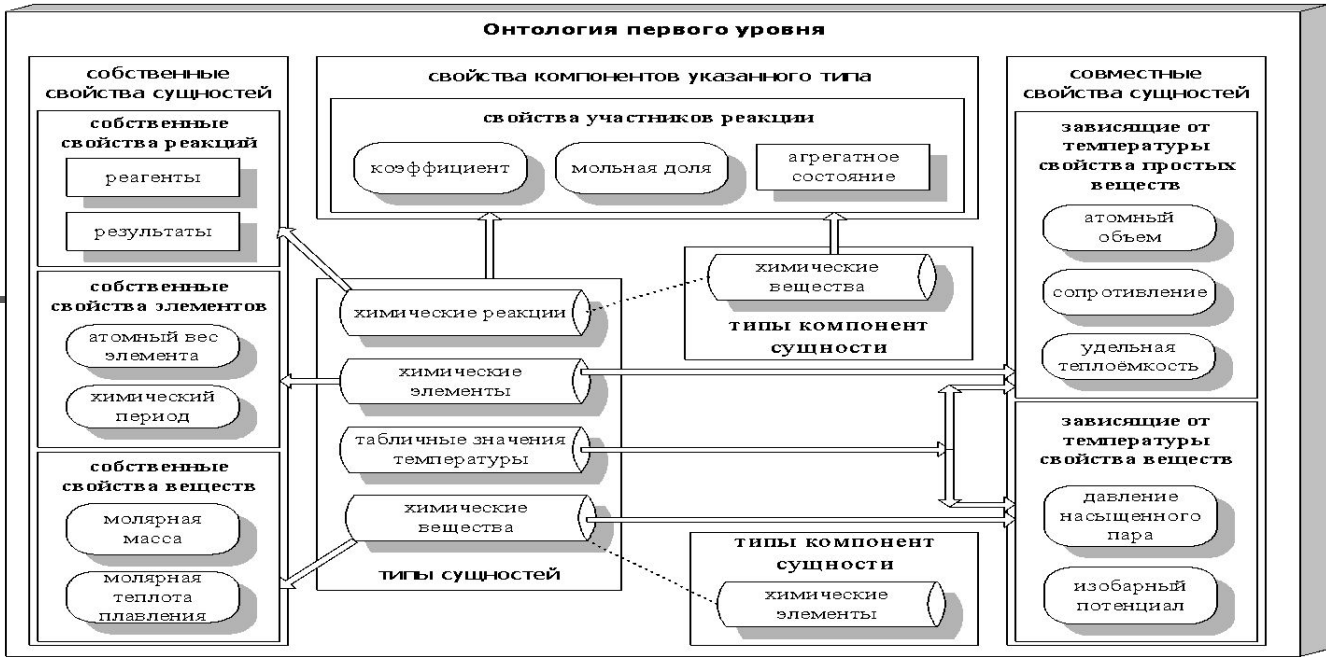 Онтология первого уровня
собственные
свойства сущностей
собственные
свойства реакций
реагенты
результаты
собственные
свойства элементов
атомный вес
элемента
химический
период
собственные
свойства веществ
молярная
масса
молярная
теплота
плавления
свойства компонентов указанного типа
свойства участников реакции
коэффициент
мольная доля
агрегатное
состояние
химические реакции
химические
элементы
табличные значения
температуры
химические
вещества
типы сущностей
химические
вещества
типы компонент
сущности
типы компонент
сущности
химические
элементы
совместные
свойства сущностей
зависящие от
температуры
свойства простых
веществ
атомный
объем
сопротивление
удельная
теплоёмкость
зависящие от
температуры
свойства веществ
давление
насыщенного
пара
изобарный
потенциал